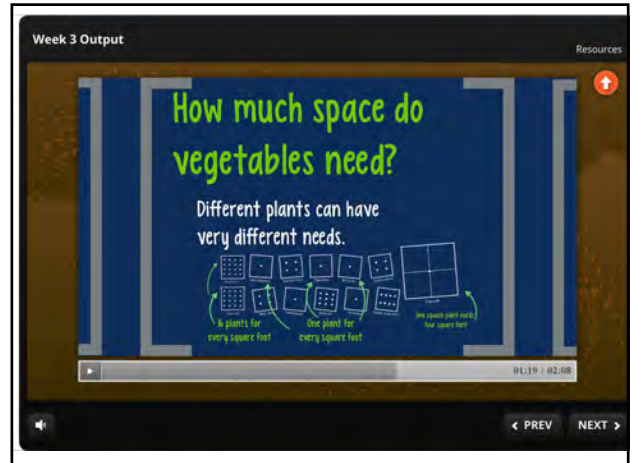 Week 3 Output
Resources
How much space do
vegetables need?
Different plants can have
very different needs.
16 plants for
every square foot
One plant for
every square foot
One squash plant needs
four square feet!
01:19 / 02:08
PREV
NEXT